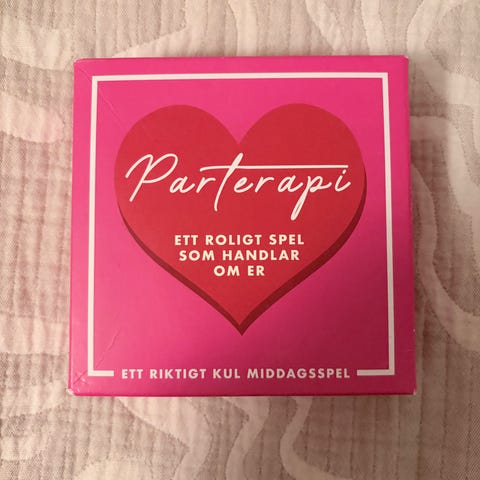 Parterapi
ETT ROLIGT SPEL
SOM HANDLAR
OM ER
ETT RIKTIGT KUL MIDDAGSSPEL